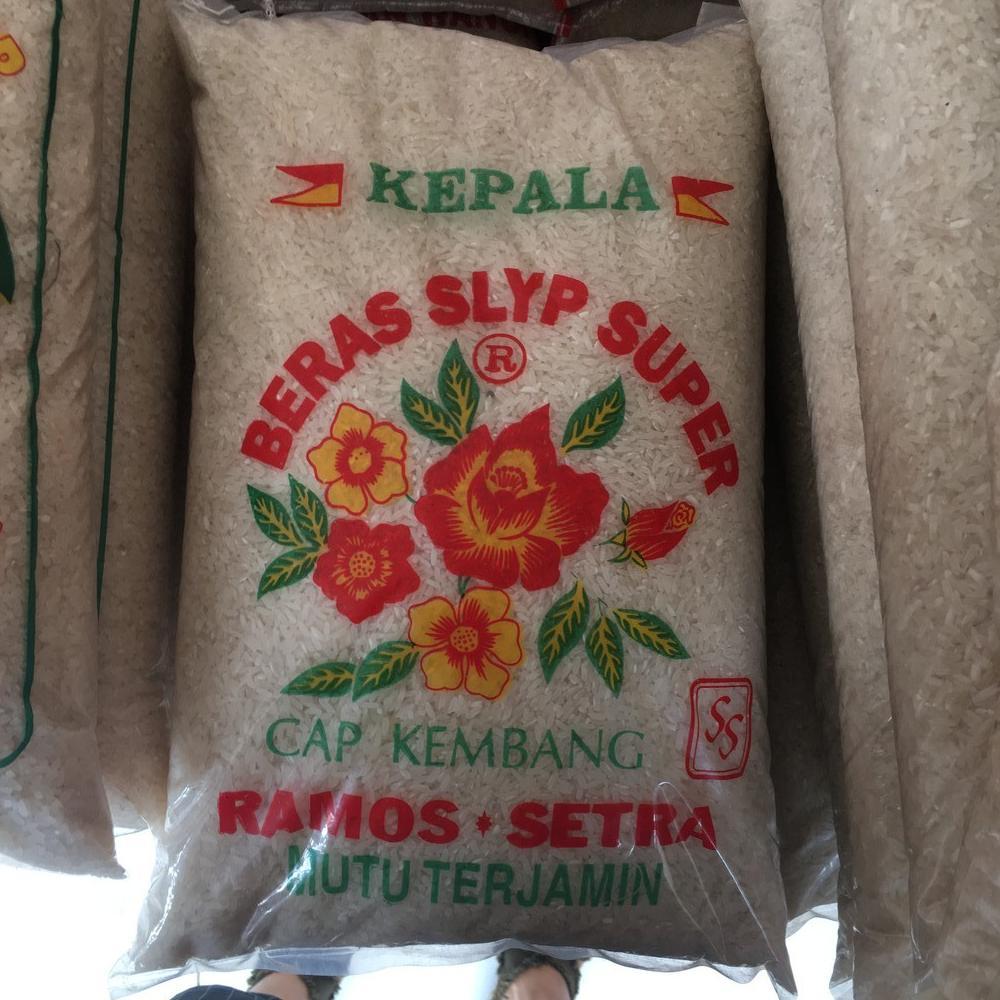 KEPALA
BERAS SLYP SUPER
R
CAP KEMBANG
SS
RAMOS * SETRA
MUTU TERJAMIN